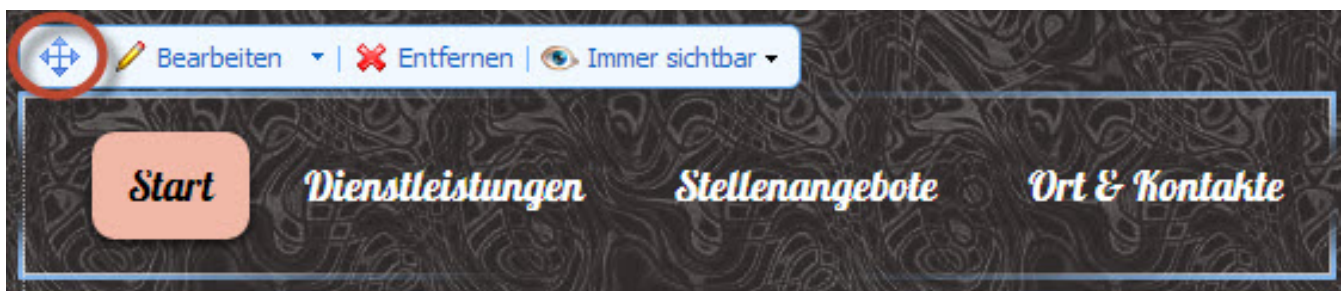 Bearbeiten | Entfernen | Immer sichtbar
Start Dienstleistungen Stellenangebote Ort & Kontakte